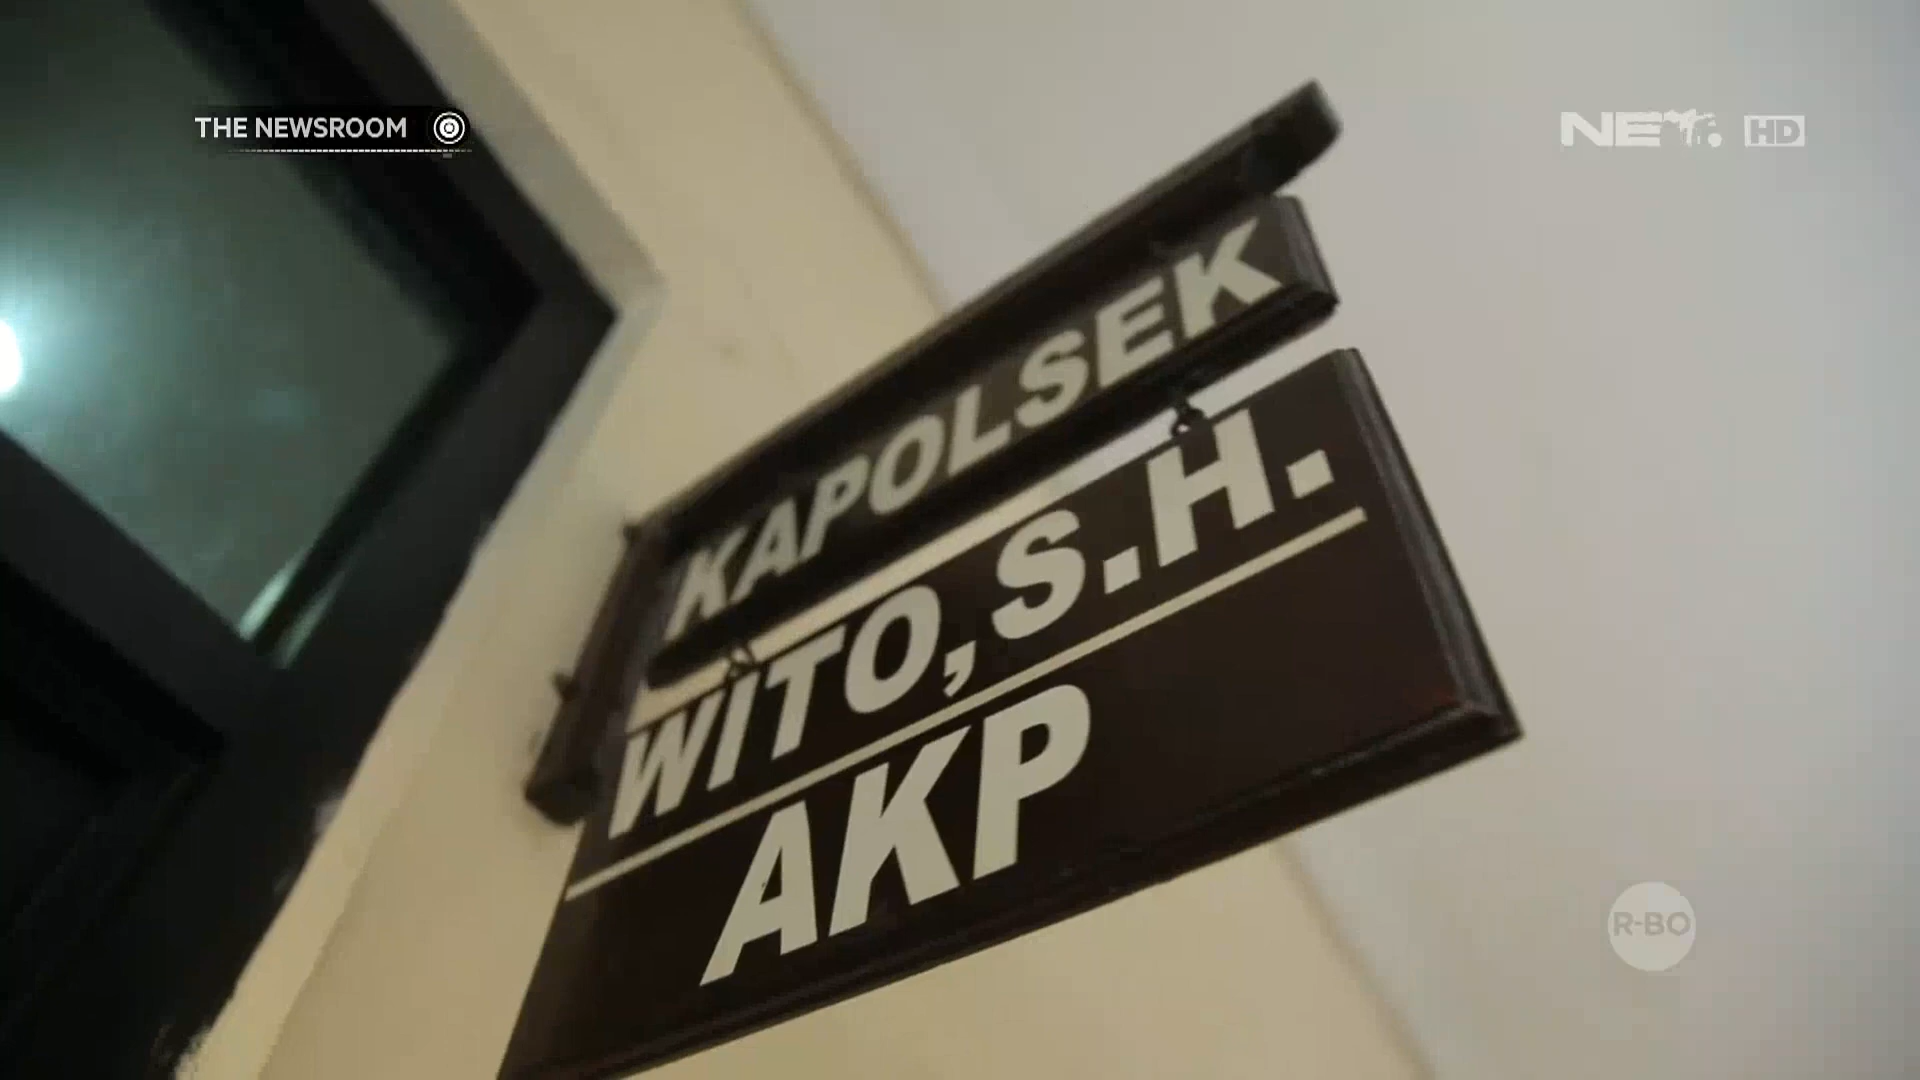 THE NEWSROOM
NET. HD
KAPOLSEK
WITO, S.H.
AKP
R-BO